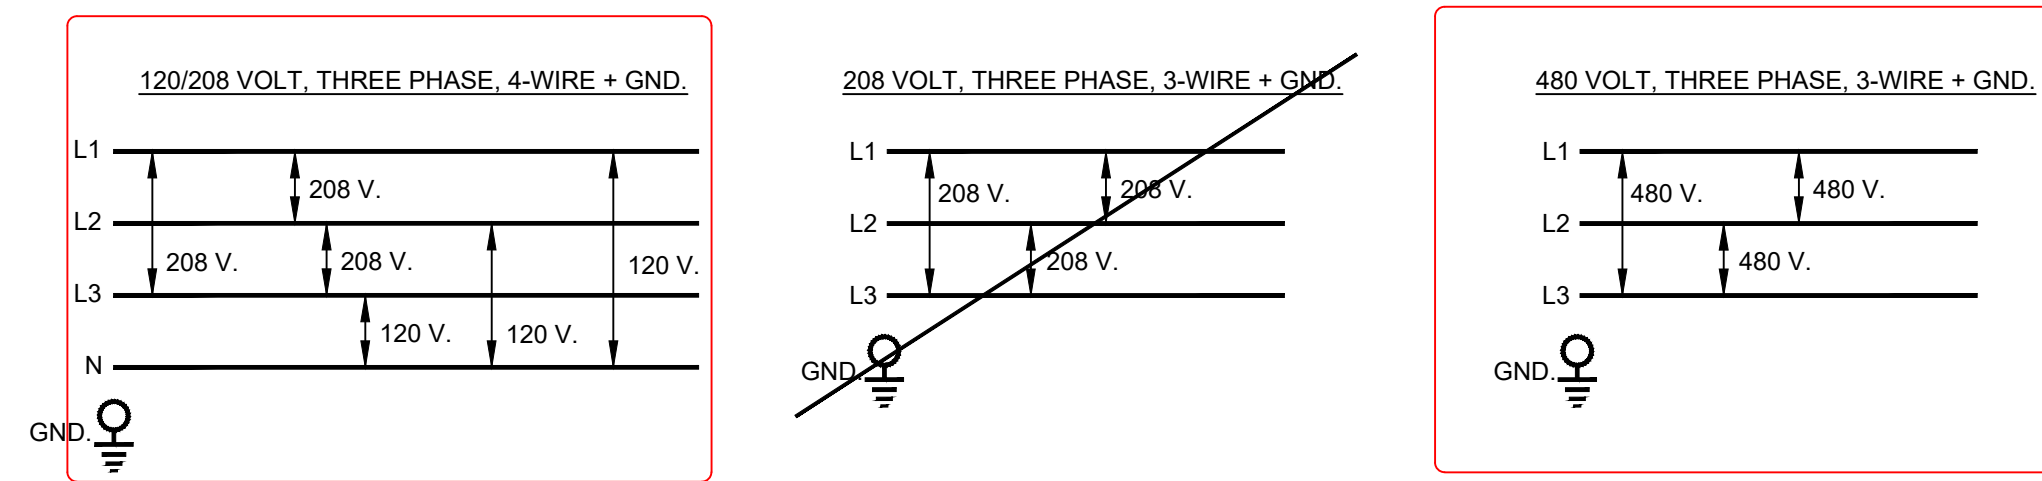 120/208 VOLT, THREE PHASE, 4-WIRE + GND.
L1
208 V.
L2
208 V.
208 V.
120 V.
L3
120 V.
120 V.
N
GND.
208 VOLT, THREE PHASE, 3-WIRE + GND.
L1
208 V.
208 V.
L2
208 V.
L3
GND.
480 VOLT, THREE PHASE, 3-WIRE + GND.
L1
480 V.
480 V.
L2
480 V.
L3
GND.